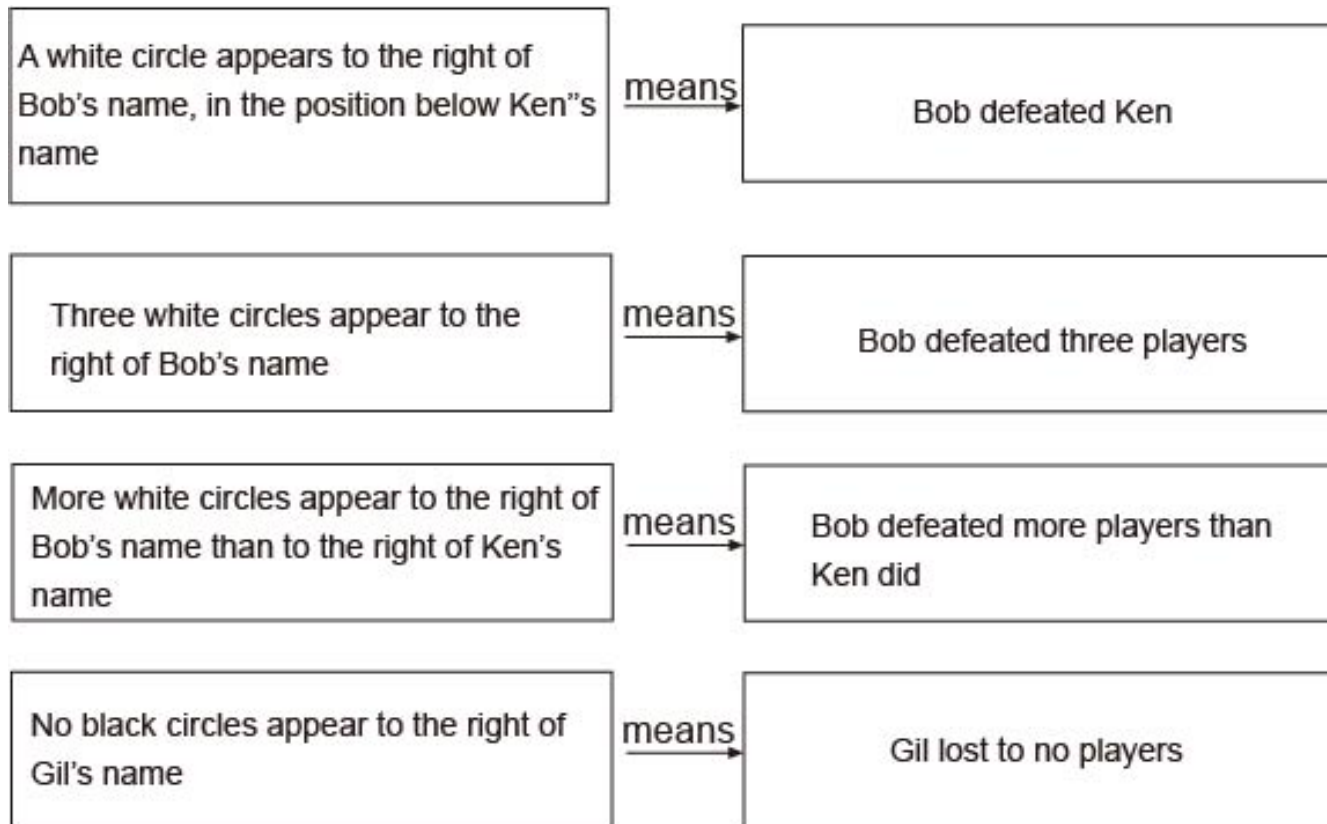 A white circle appears to the right of
Bob's name, in the position below Ken"s
name
means
Bob defeated Ken
Three white circles appear to the
right of Bob's name
means
Bob defeated three players
More white circles appear to the right of
Bob's name than to the right of Ken's
name
means
Bob defeated more players than
Ken did
No black circles appear to the right of
Gil's name
means
Gil lost to no players